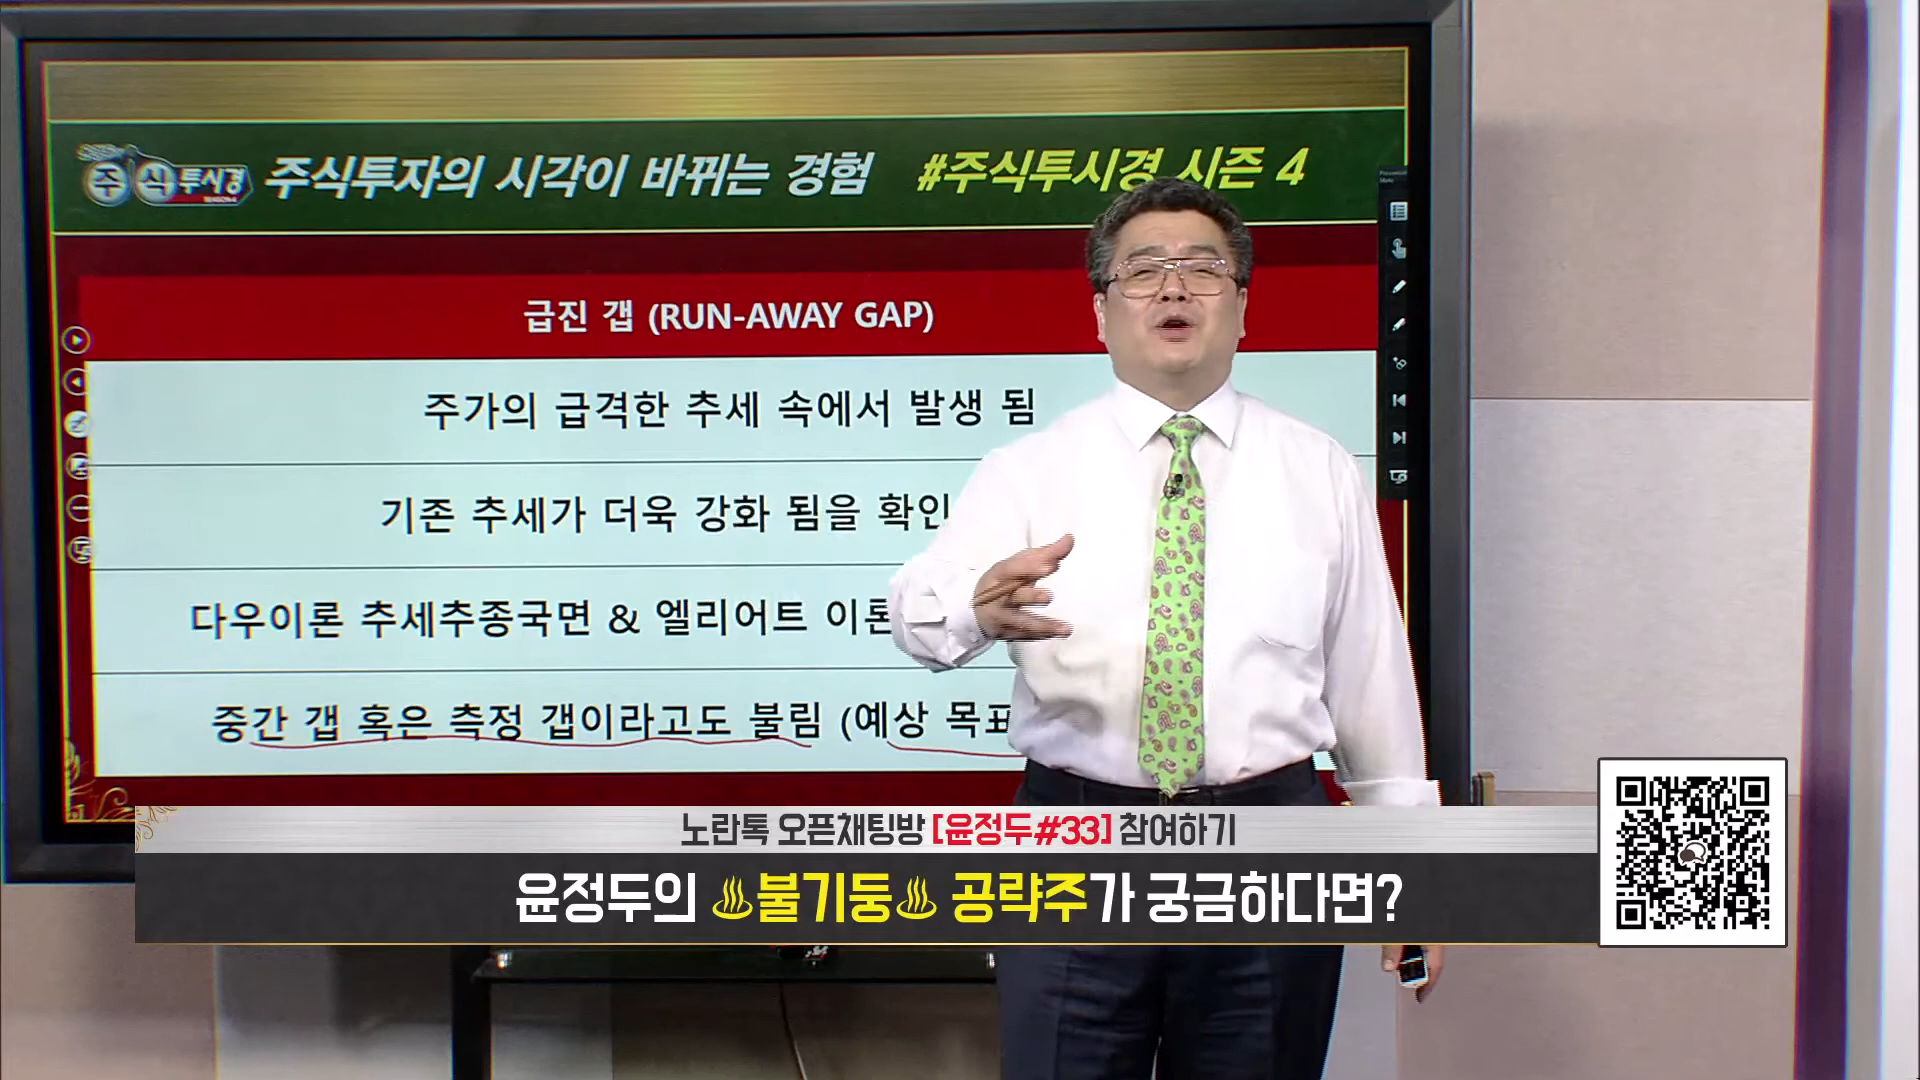 주식투시경 주식투자의 시각이 바뀌는 경험 #주식투시경 시즌 4
급진 갭 (RUN-AWAY GAP)
주가의 급격한 추세 속에서 발생 됨
기존 추세가 더욱 강화 됨을 확인
다우이론 추세추종국면 & 엘리어트 이론
중간 갭 혹은 측정 갭이라고도 불림 (예상 목표
노란톡 오픈채팅방 [윤정두#33] 참여하기
윤정두의 ♨불기둥♨ 공략주가 궁금하다면?